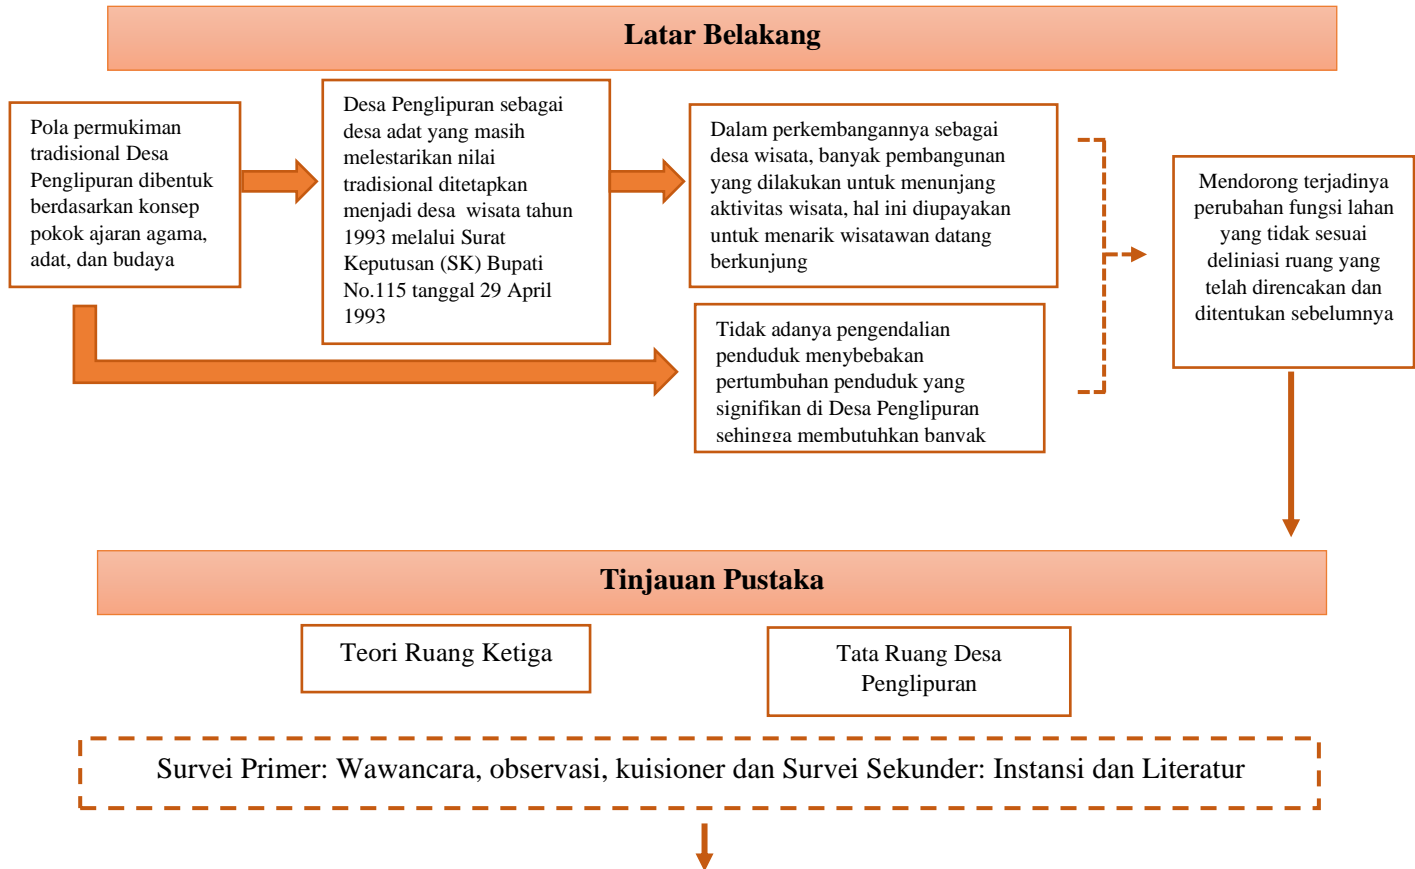 Latar Belakang
Pola permukiman
tradisional Desa
Penglipuran dibentuk
berdasarkan konsep
pokok ajaran agama,
adat, dan budaya
Desa Penglipuran sebagai
desa adat yang masih
melestarikan nilai
tradisional ditetapkan
menjadi desa  wisata tahun
1993 melalui Surat
Keputusan (SK) Bupati
No.115 tanggal 29 April
1993
Dalam perkembangannya sebagai
desa wisata, banyak pembangunan
yang dilakukan untuk menunjang
aktivitas wisata, hal ini diupayakan
untuk menarik wisatawan datang
berkunjung
Tidak adanya pengendalian
penduduk menybebakan
pertumbuhan penduduk yang
signifikan di Desa Penglipuran
sehingga membutuhkan banyak
Mendorong terjadinya
perubahan fungsi lahan
yang tidak sesuai
deliniasi ruang yang
telah direncakan dan
ditentukan sebelumnya
Tinjauan Pustaka
Teori Ruang Ketiga
Tata Ruang Desa
Penglipuran
Survei Primer: Wawancara, observasi, kuisioner dan Survei Sekunder: Instansi dan Literatur